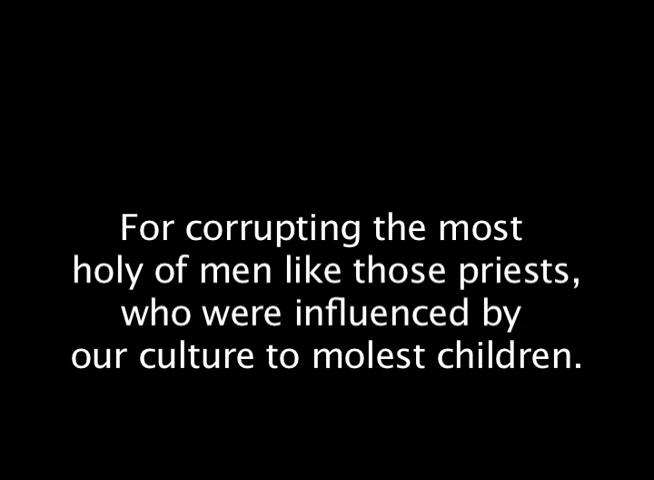 For corrupting the most
holy of men like those priests,
who were influenced by
our culture to molest children.